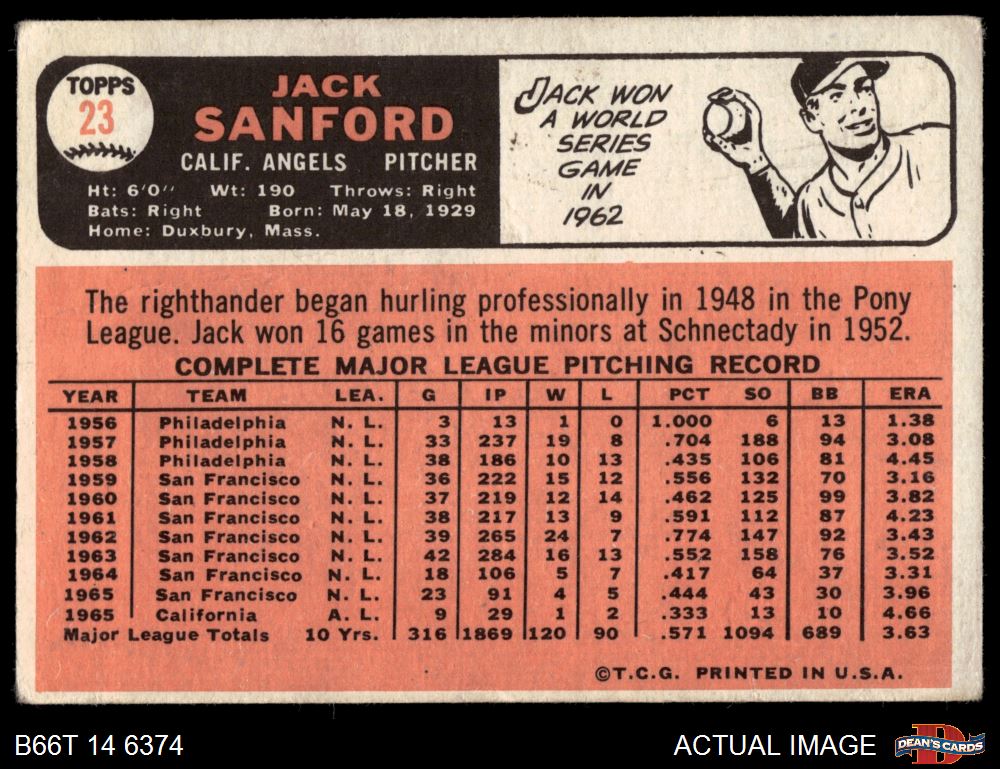 TOPPS
23
JACK
SANFORD
CALIF. ANGELS PITCHER
Ht: 6'0" Wt: 190 Throws: Right
Bats: Right Born: May 18, 1929
Home: Duxbury, Mass.
JACK WON
A WORLD
SERIES
GAME
IN
1962
The righthander began hurling professionally in 1948 in the Pony
League. Jack won 16 games in the minors at Schnectady in 1952.
COMPLETE MAJOR LEAGUE PITCHING RECORD
YEAR TEAM LEA. G IP W L PCT SO BB ERA
1956 Philadelphia N. L. 3 13 1 0 1.000 6 13 1.38
1957 Philadelphia N. L. 33 237 19 8 .704 188 94 3.08
1958 Philadelphia N. L. 38 186 10 13 .435 106 81 4.45
1959 San Francisco N. L. 36 222 15 12 .556 132 70 3.16
1960 San Francisco N. L. 37 219 12 14 .462 125 99 3.82
1961 San Francisco N. L. 38 217 13 9 .591 112 87 4.23
1962 San Francisco N. L. 39 265 24 7 .774 147 92 3.43
1963 San Francisco N. L. 42 284 16 13 .552 158 76 3.52
1964 San Francisco N. L. 18 106 5 7 .417 64 37 3.31
1965 San Francisco N. L. 23 91 4 5 .444 43 30 3.96
1965 California A. L. 9 29 1 2 .333 13 10 4.66
Major League Totals 10 Yrs. 316 1869 120 90 .571 1094 689 3.63
©T.C.G. PRINTED IN U.S.A.
B66T 14 6374
ACTUAL IMAGE
DEAN'S CARDS